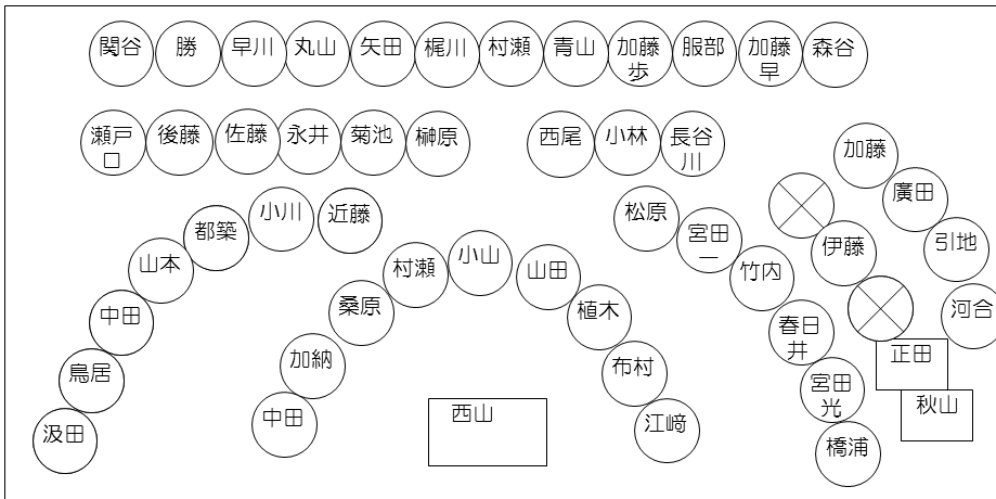 関谷 勝 早川 丸山 矢田 梶川 村瀬 青山 加藤歩 服部 加藤早 森谷
瀬戸口 後藤 佐藤 永井 菊池 榊原 西尾 小林 長谷川
加藤
廣田
引地
河合
伊藤
小川 近藤
都築
山本
中田
鳥居
汲田
村瀬 小山 山田
桑原
加納
中田
植木
布村
江﨑
松原
宮田一
竹内
春日井
宮田光
橋浦
正田
秋山
西山